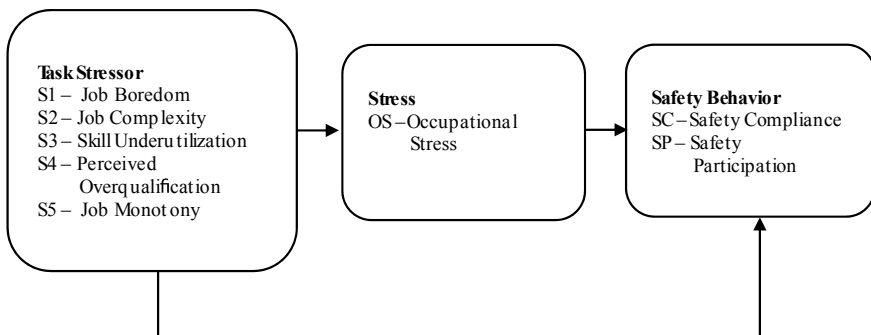 Task Stressor
S1 – Job Boredom
S2 – Job Complexity
S3 – Skill Underutilization
S4 – Perceived
Overqualification
S5 – Job Monotony
Stress
OS – Occupational
Stress
Safety Behavior
SC – Safety Compliance
SP – Safety
Participation